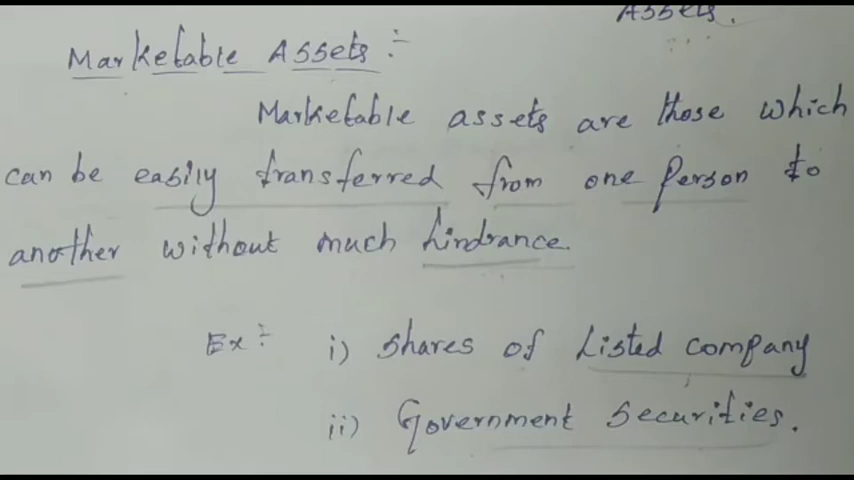 Assets.
Marketable Assets :-
Marketable assets are those which
can be easily transferred from one person to
another without much hindrance.
Ex :- i) Shares of Listed company
ii) Government Securities.